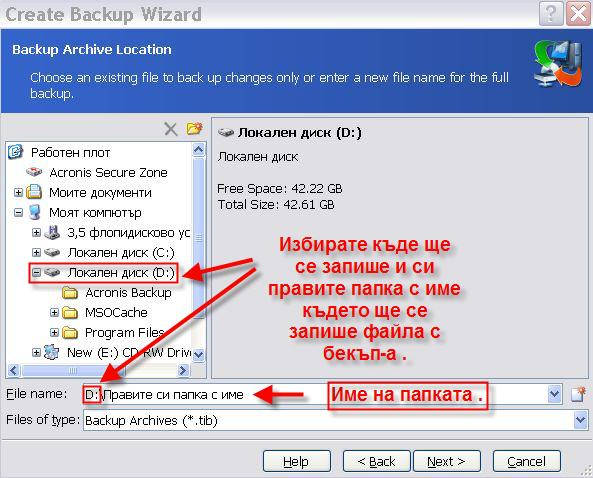 Create Backup Wizard
Backup Archive Location
Choose an existing file to back up changes only or enter a new file name for the full
backup.
Работен плот
Acronis Secure Zone
Моите документи
Моят компютър
3,5 флопидисково ус
Локален диск (C:)
Локален диск (D:)
Acronis Backup
MSOCache
Program Files
New (E:) CD-RW Drive
Локален диск (D:)
Локален диск
Free Space: 42.22 GB
Total Size: 42.61 GB
Избирате къде ще
се запише и си
правите папка с име
където ще се
запише файла с
бекъп-а .
File name: D:\Правите си папка с име
Име на папката .
Files of type: Backup Archives (*.tib)
Help
< Back
Next >
Cancel